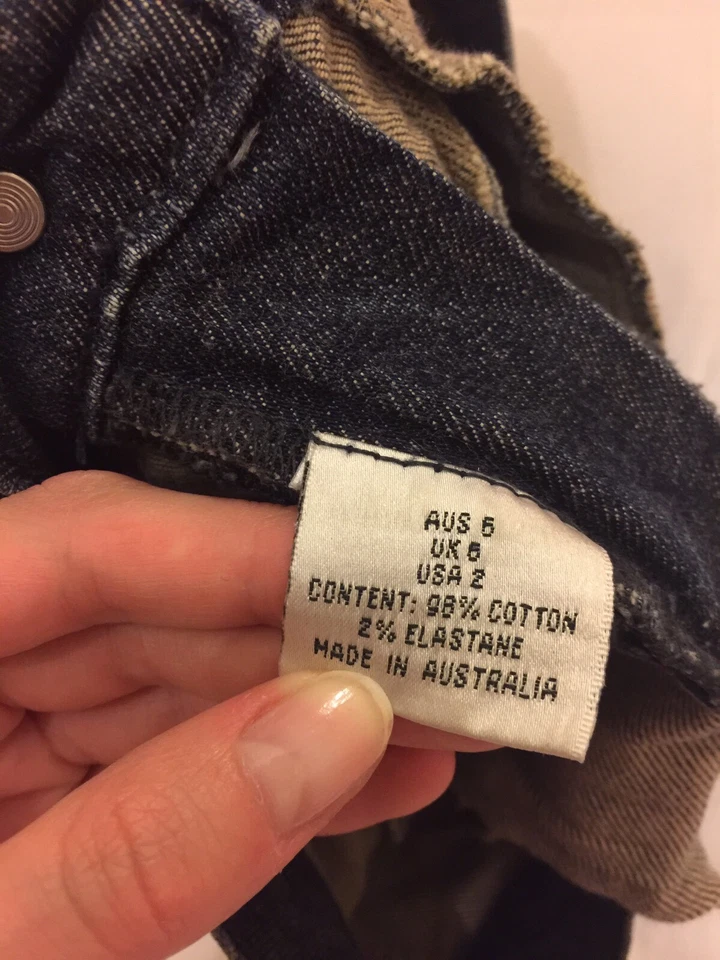 AUS 6
UK 6
USA 2
CONTENT: 98% COTTON
2% ELASTANE
MADE IN AUSTRALIA